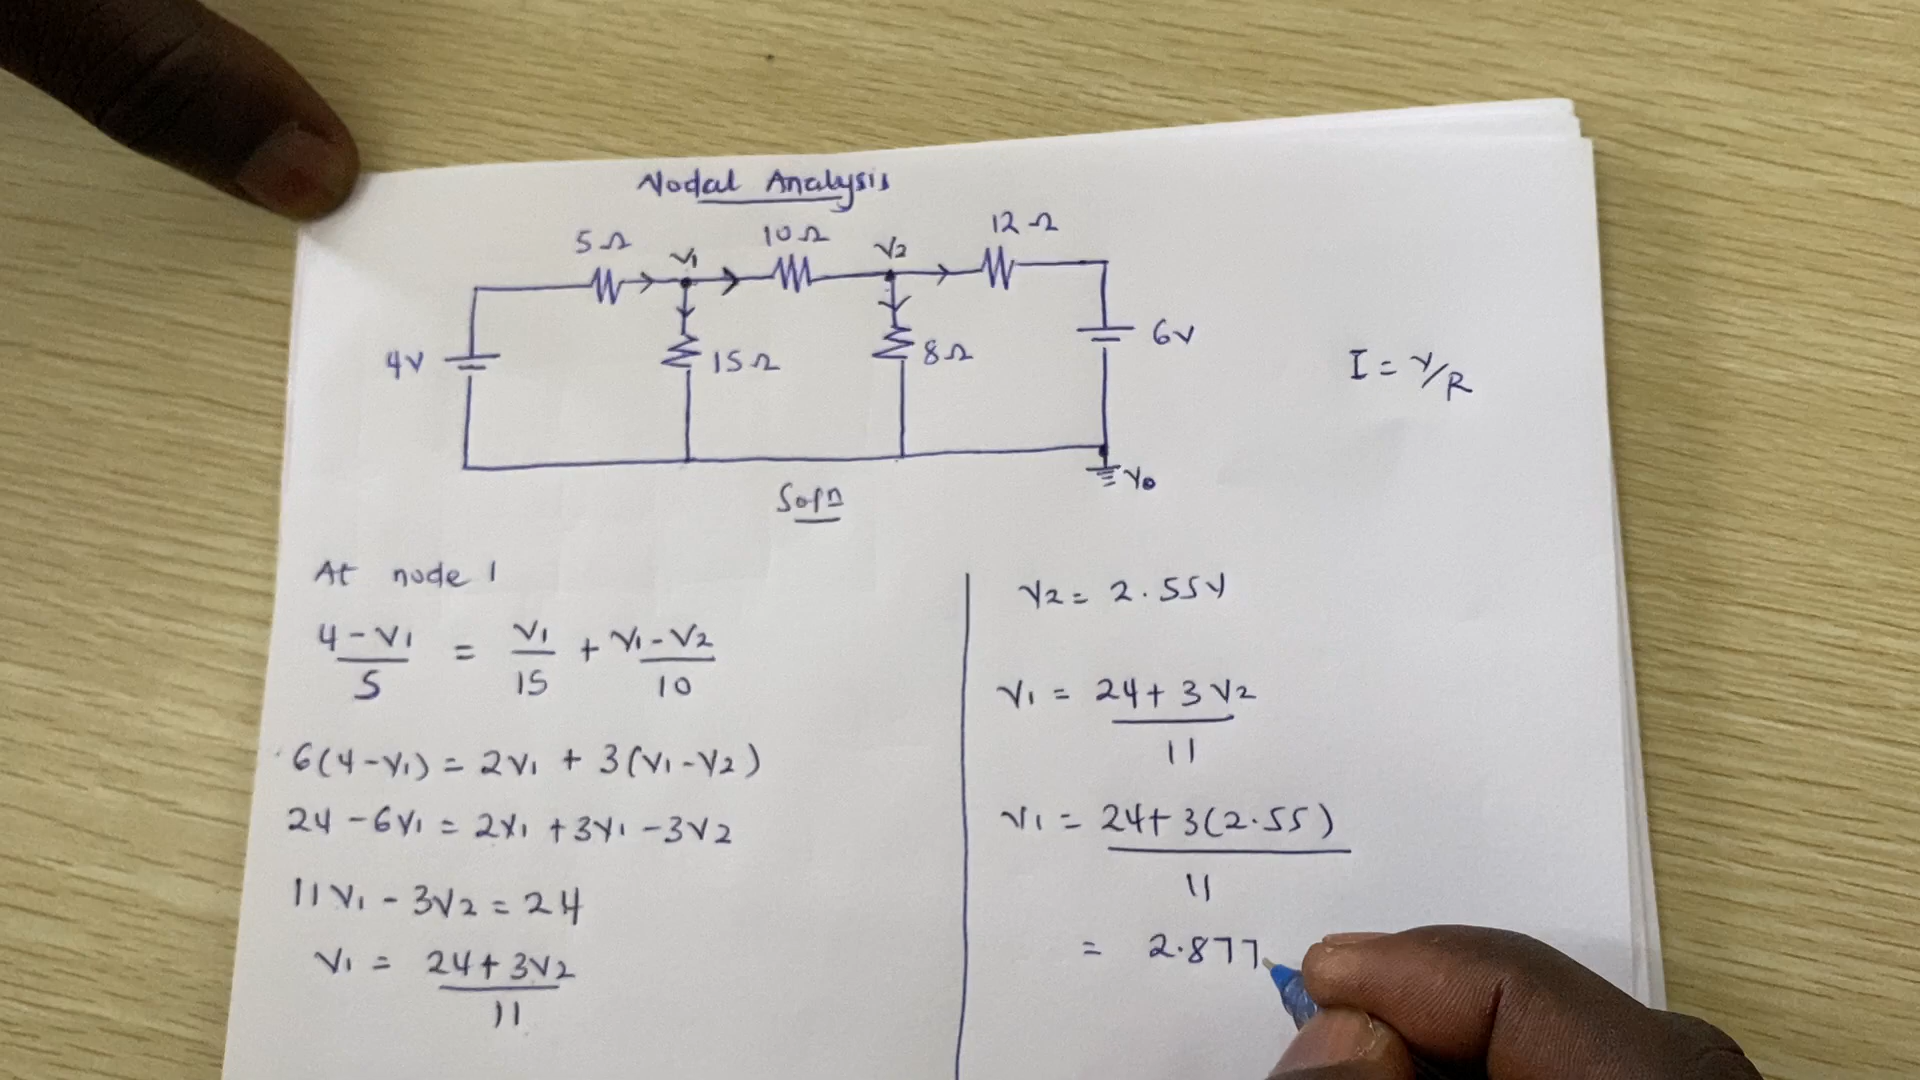 Nodal Analysis
5Ω
V1
10Ω
V2
12Ω
4V
15Ω
8Ω
6V
I = V/R
V0
Soln
At node 1
4 - V1 / 5 = V1 / 15 + V1 - V2 / 10
6(4 - V1) = 2V1 + 3(V1 - V2)
24 - 6V1 = 2V1 + 3V1 - 3V2
11V1 - 3V2 = 24
V1 = 24 + 3V2 / 11
V2 = 2.55V
V1 = 24 + 3V2 / 11
V1 = 24 + 3(2.55) / 11
= 2.877